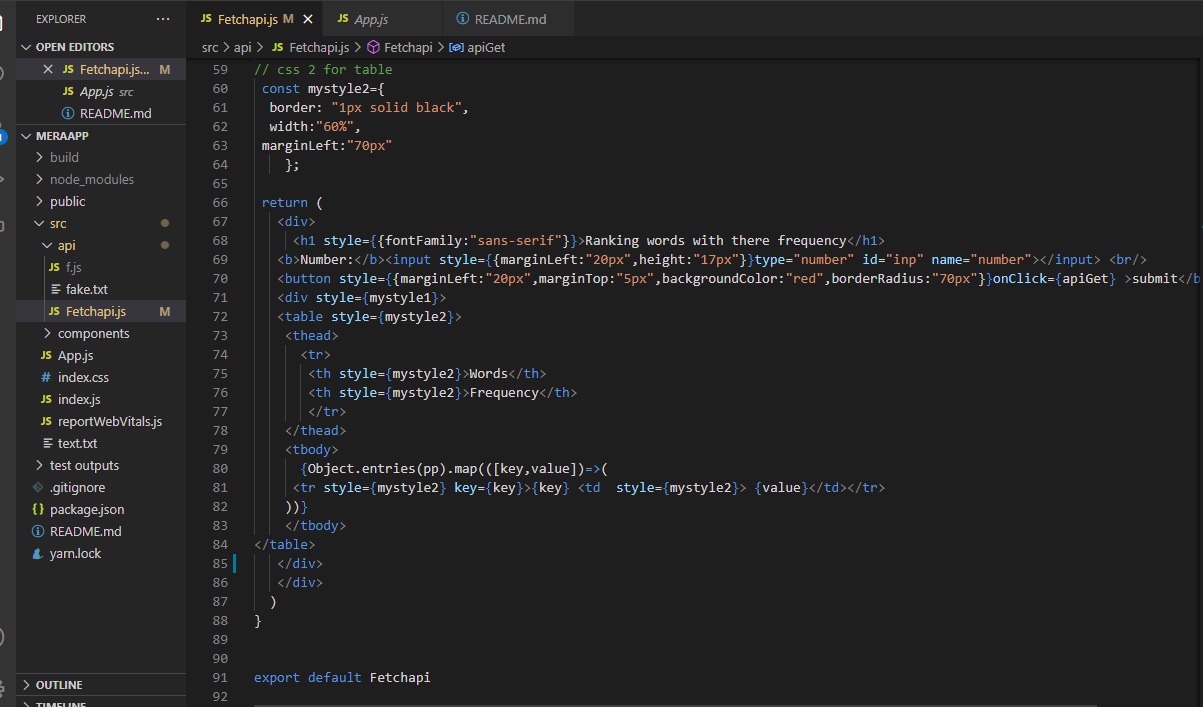 EXPLORER ...
JS Fetchapi.js M ×
JS App.js
README.md
OPEN EDITORS
× JS Fetchapi.js... M
JS App.js src
README.md
MERAAPP
build
node_modules
public
src
api
JS f.js
fake.txt
JS Fetchapi.js M
components
JS App.js
# index.css
JS index.js
JS reportWebVitals.js
text.txt
test outputs
.gitignore
{} package.json
README.md
yarn.lock
OUTLINE
TIMELINE
src > api > JS Fetchapi.js > Fetchapi > apiGet
59 // css 2 for table
60 const mystyle2={
61 border: "1px solid black",
62 width:"60%",
63 marginLeft:"70px"
64 };
65
66 return (
67 <div>
68 <h1 style={{fontFamily:"sans-serif"}}>Ranking words with there frequency</h1>
69 <b>Number:</b><input style={{marginLeft:"20px",height:"17px"}}type="number" id="inp" name="number"></input> <br/>
70 <button style={{marginLeft:"20px",marginTop:"5px",backgroundColor:"red",borderRadius:"70px"}}onClick={apiGet} >submit</b
71 <div style={mystyle1}>
72 <table style={mystyle2}>
73 <thead>
74 <tr>
75 <th style={mystyle2}>Words</th>
76 <th style={mystyle2}>Frequency</th>
77 </tr>
78 </thead>
79 <tbody>
80 {Object.entries(pp).map(([key,value])=>(
81 <tr style={mystyle2} key={key}>{key} <td  style={mystyle2}> {value}</td></tr>
82 ))}
83 </tbody>
84 </table>
85 </div>
86 </div>
87 )
88 }
89
90
91 export default Fetchapi
92